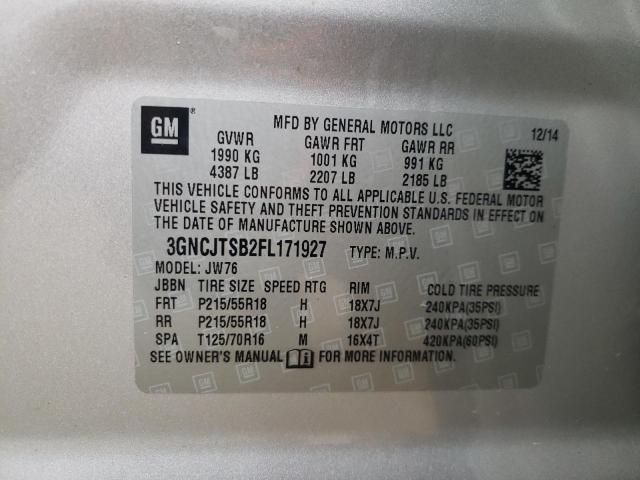 GM ®
MFD BY GENERAL MOTORS LLC 12/14
GVWR GAWR FRT GAWR RR
1990 KG 1001 KG 991 KG
4387 LB 2207 LB 2185 LB
THIS VEHICLE CONFORMS TO ALL APPLICABLE U.S. FEDERAL MOTOR
VEHICLE SAFETY AND THEFT PREVENTION STANDARDS IN EFFECT ON
THE DATE OF MANUFACTURE SHOWN ABOVE.
3GNCJTSB2FL171927 TYPE: M.P.V.
MODEL: JW76
JBBN TIRE SIZE SPEED RTG RIM COLD TIRE PRESSURE
FRT P215/55R18 H 18X7J 240KPA(35PSI)
RR P215/55R18 H 18X7J 240KPA(35PSI)
SPA T125/70R16 M 16X4T 420KPA(60PSI)
SEE OWNER'S MANUAL FOR MORE INFORMATION.